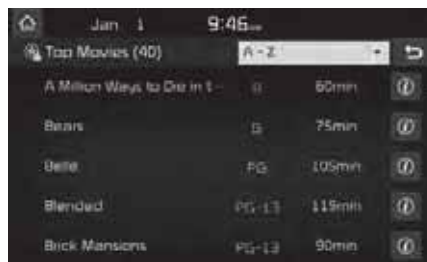 Jan 1 9:46
Top Movies (40) A - Z
A Million Ways to Die in t R 60min
Bears G 75min
Belle PG 105min
Blended PG-13 119min
Brick Mansions PG-13 90min